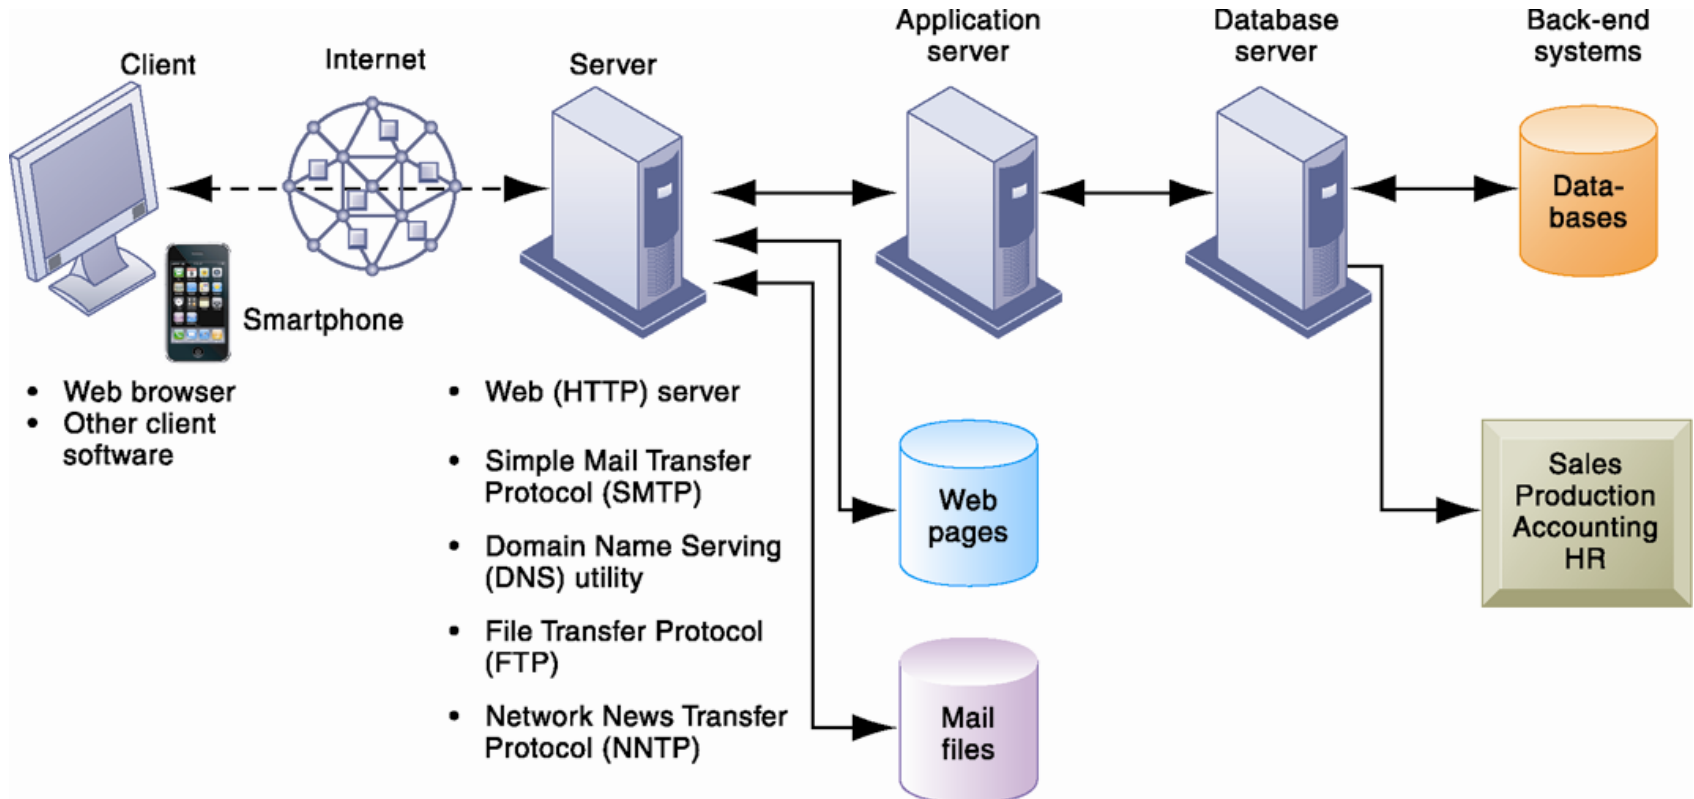 Client
Internet
Server
Application
server
Database
server
Back-end
systems
Data-
bases
Smartphone
• Web browser
• Other client
software
• Web (HTTP) server
• Simple Mail Transfer
Protocol (SMTP)
• Domain Name Serving
(DNS) utility
• File Transfer Protocol
(FTP)
• Network News Transfer
Protocol (NNTP)
Web
pages
Mail
files
Sales
Production
Accounting
HR